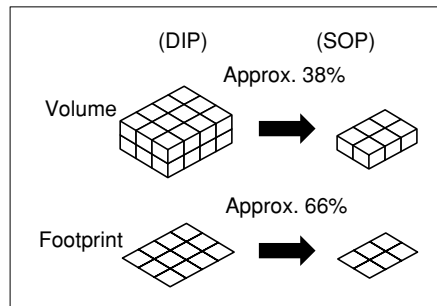 (DIP) (SOP)
Approx. 38%
Volume
Approx. 66%
Footprint